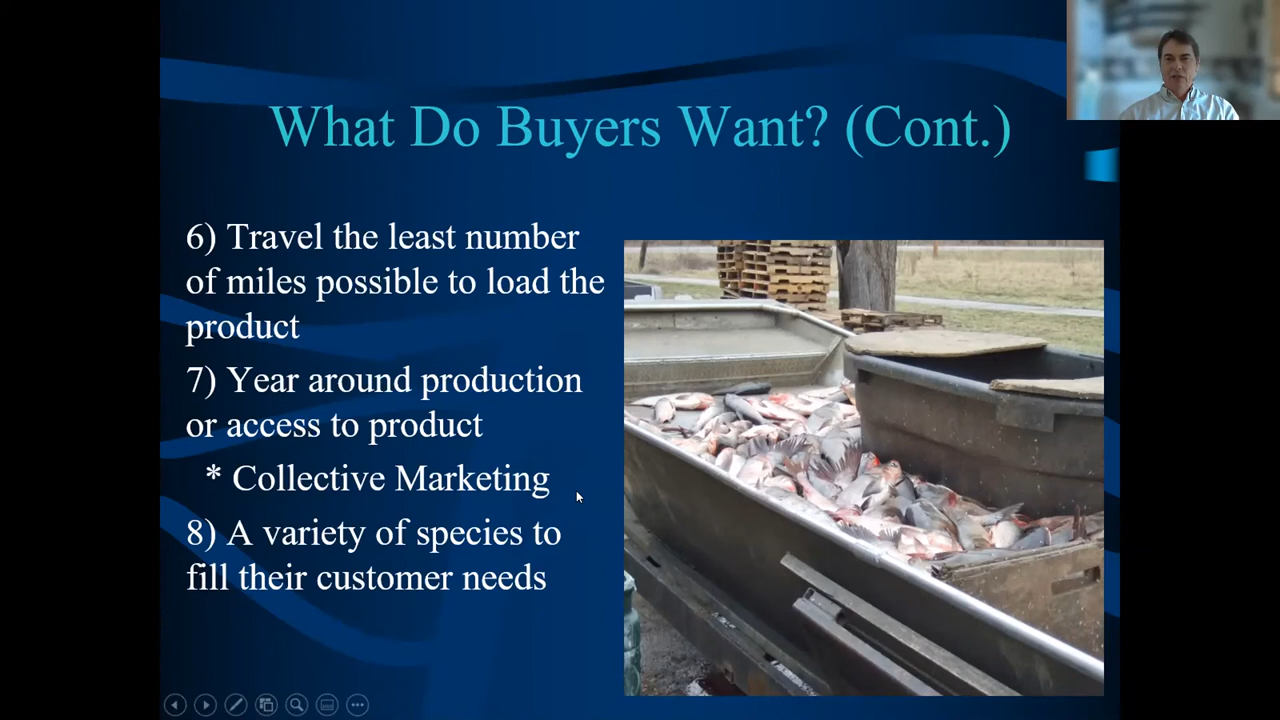 What Do Buyers Want? (Cont.)
6) Travel the least number
of miles possible to load the
product
7) Year around production
or access to product
* Collective Marketing
8) A variety of species to
fill their customer needs